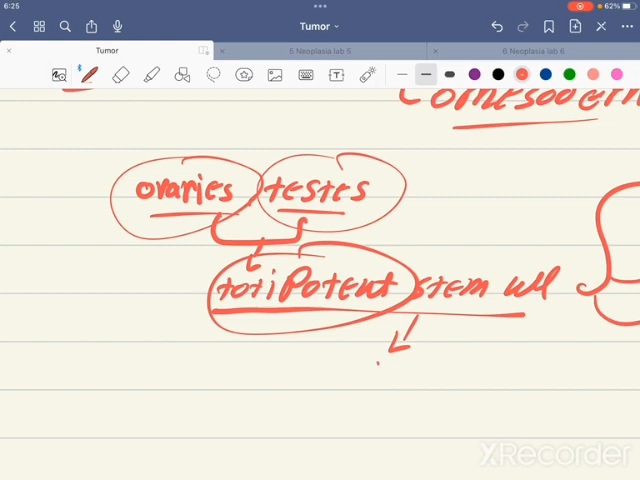 6:25
62%
Tumor
Tumor
5 Neoplasia lab 5
6 Neoplasia lab 6
ovaries, testes
totipotent stem cell
XRecorder